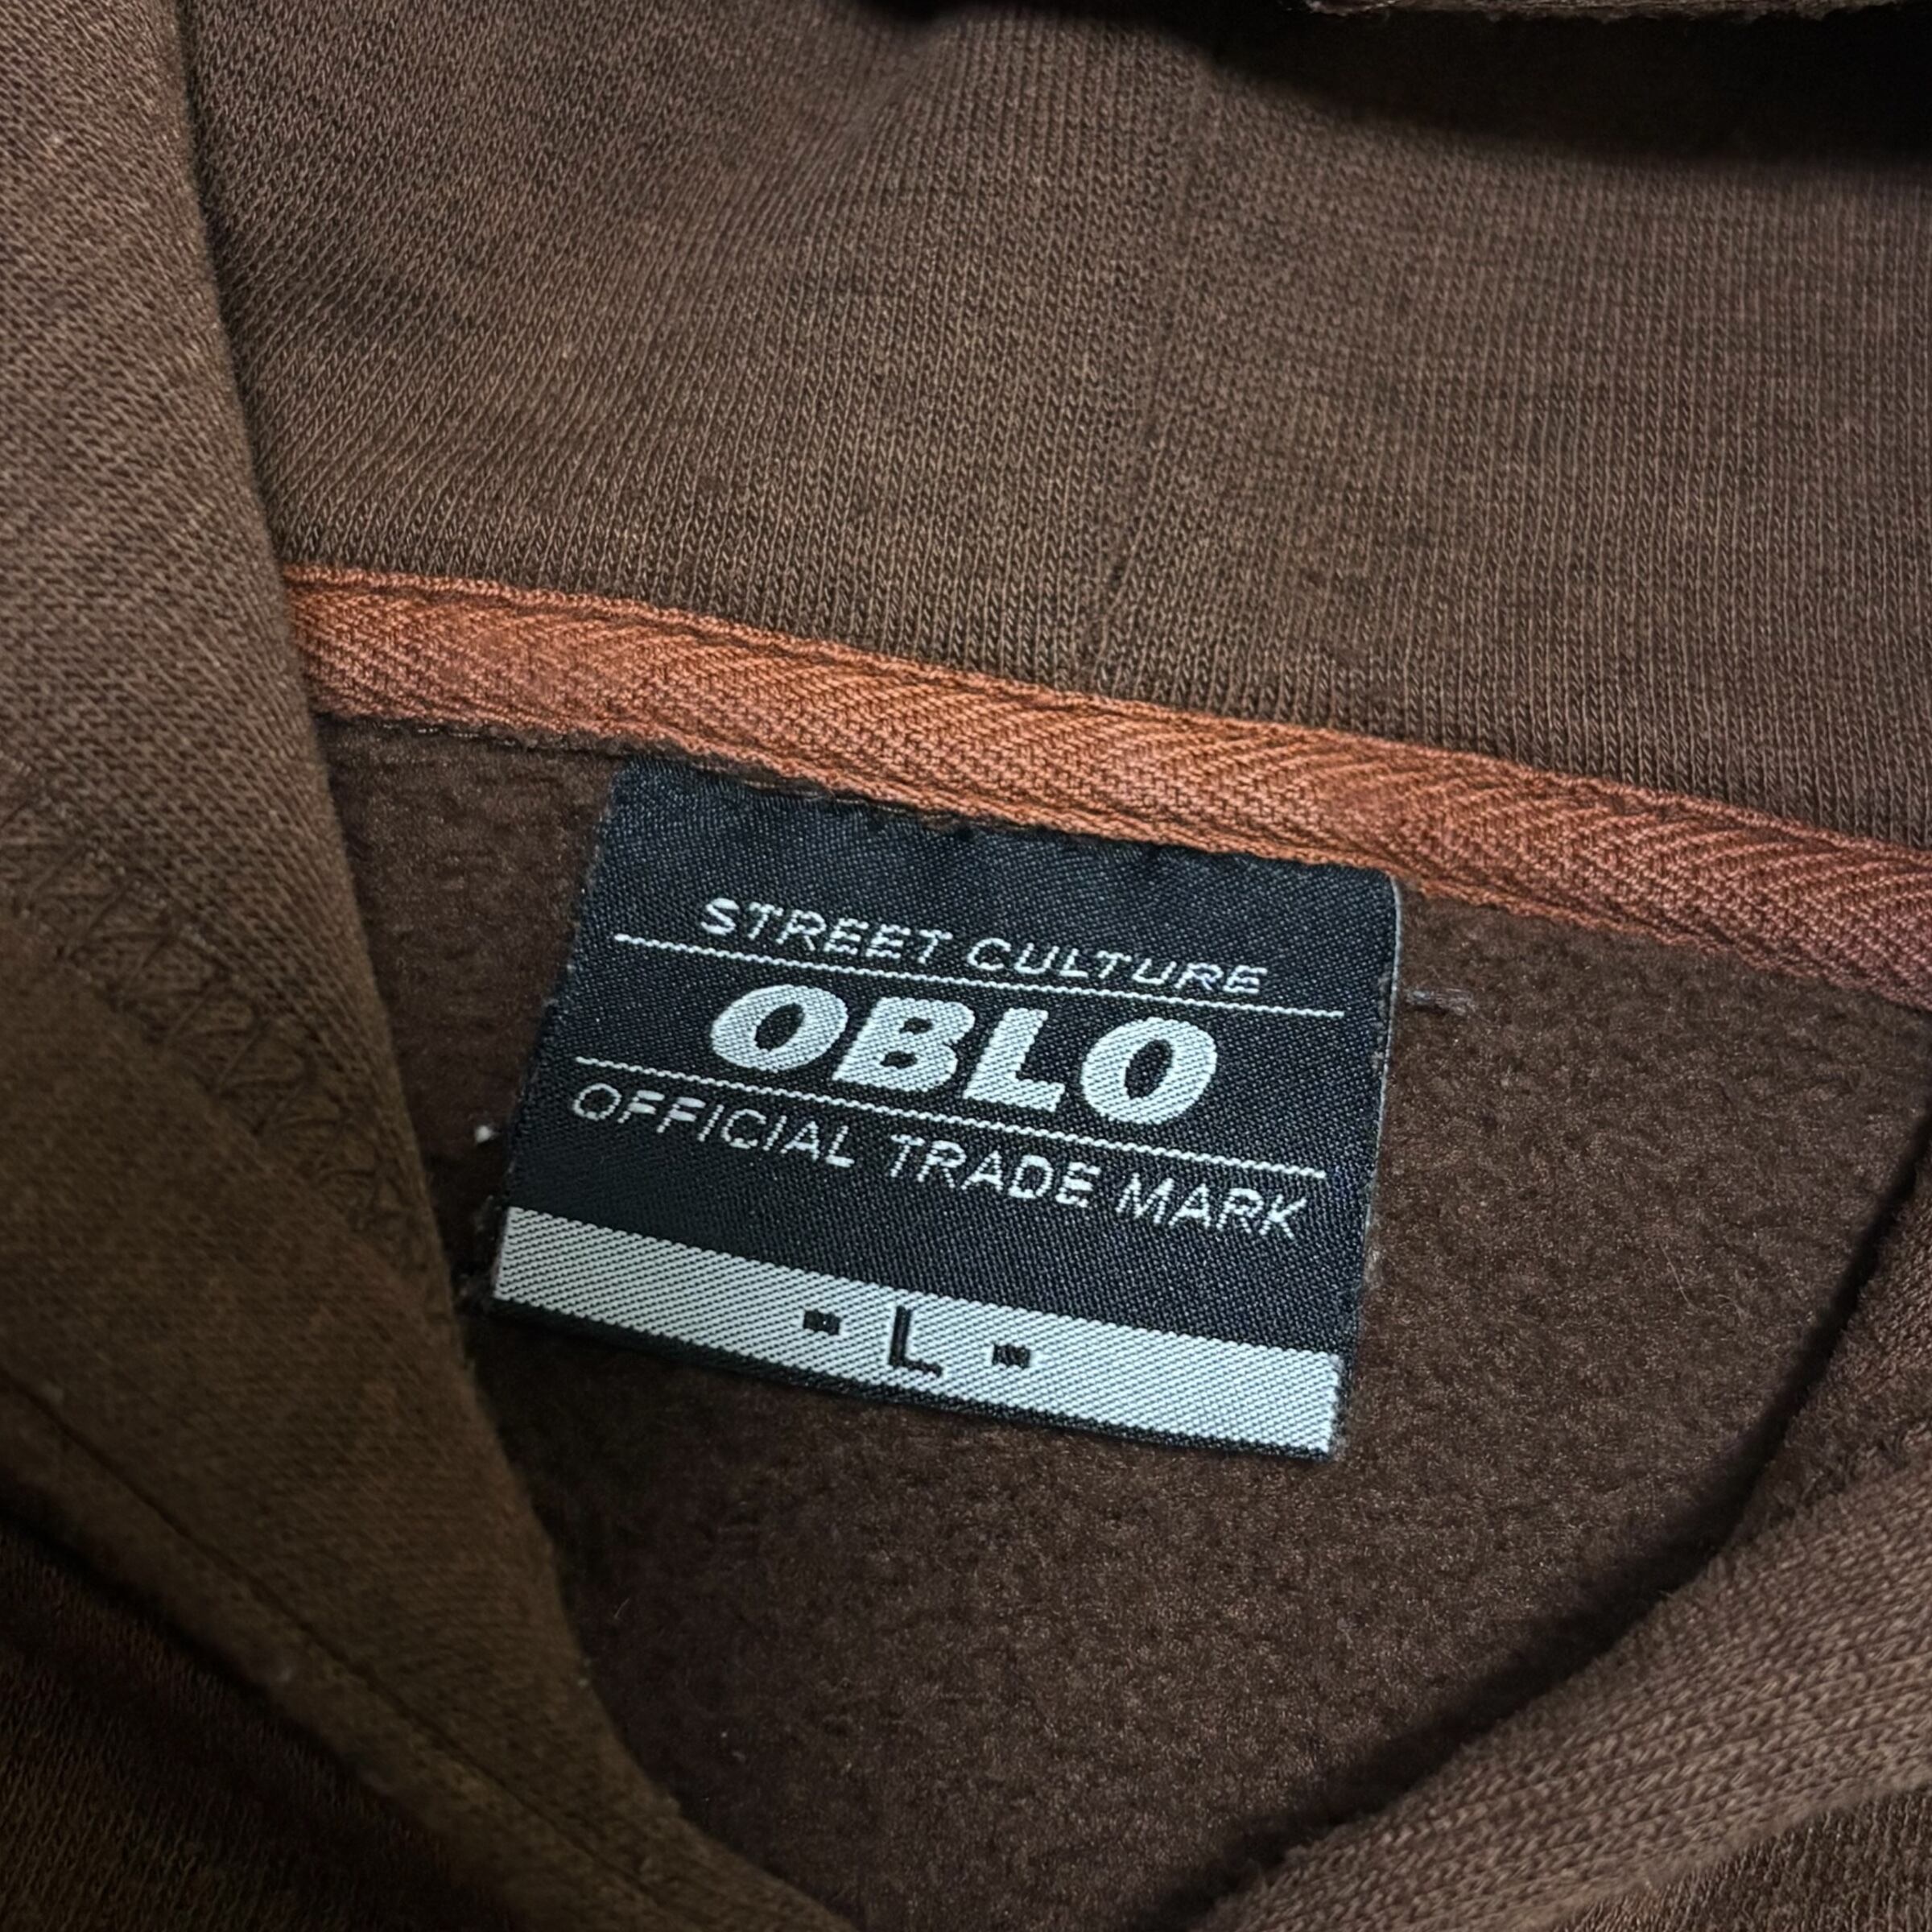 STREET CULTURE
OBLO
OFFICIAL TRADE MARK
- L -